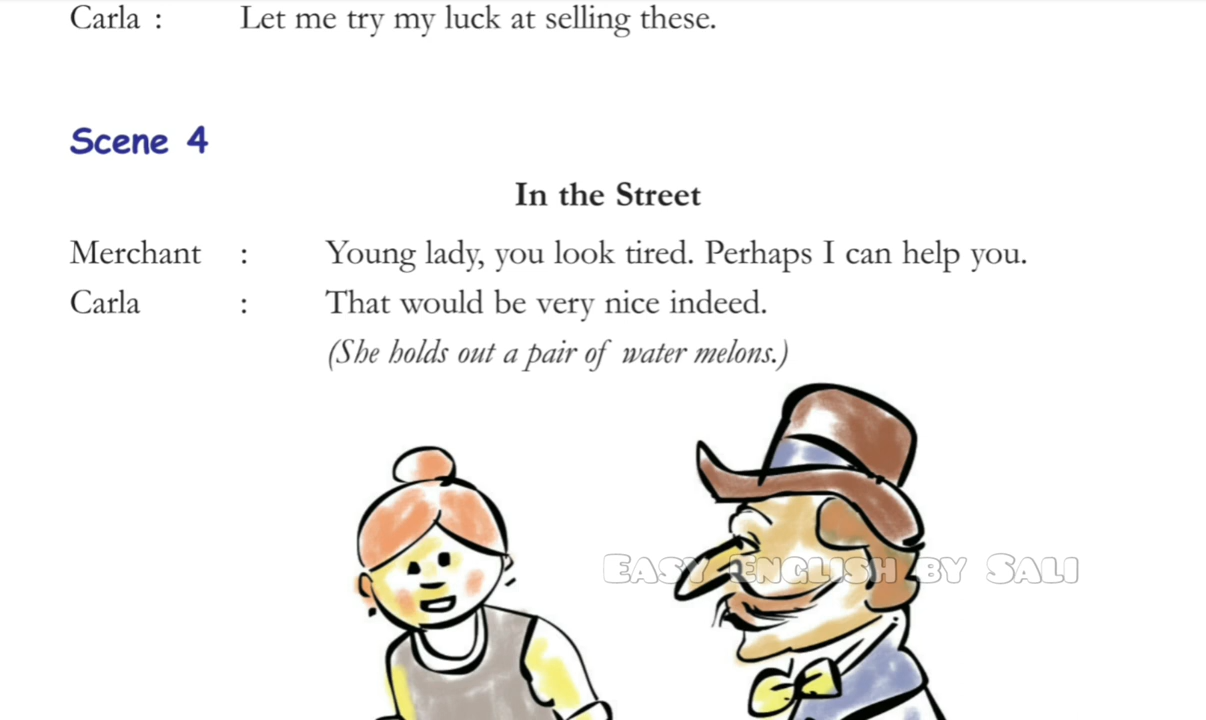 Carla : Let me try my luck at selling these.
Scene 4
In the Street
Merchant : Young lady, you look tired. Perhaps I can help you.
Carla : That would be very nice indeed.
(She holds out a pair of water melons.)
Easy English by Sali